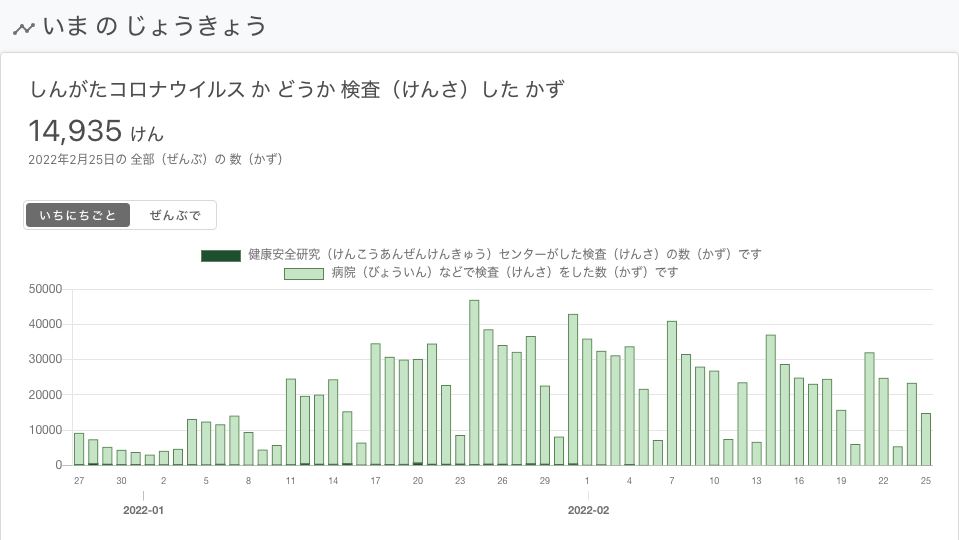 いま の じょうきょう
しんがたコロナウイルス か どうか 検査（けんさ）した かず
14,935 けん
2022年2月25日の 全部（ぜんぶ）の 数（かず）
いちにちごと ぜんぶで
健康安全研究（けんこうあんぜんけんきゅう）センターがした検査（けんさ）の数（かず）です
病院（びょういん）などで検査（けんさ）をした数（かず）です
50000
40000
30000
20000
10000
0
27 30 2 5 8 11 14 17 20 23 26 29 1 4 7 10 13 16 19 22 25
2022-01 2022-02